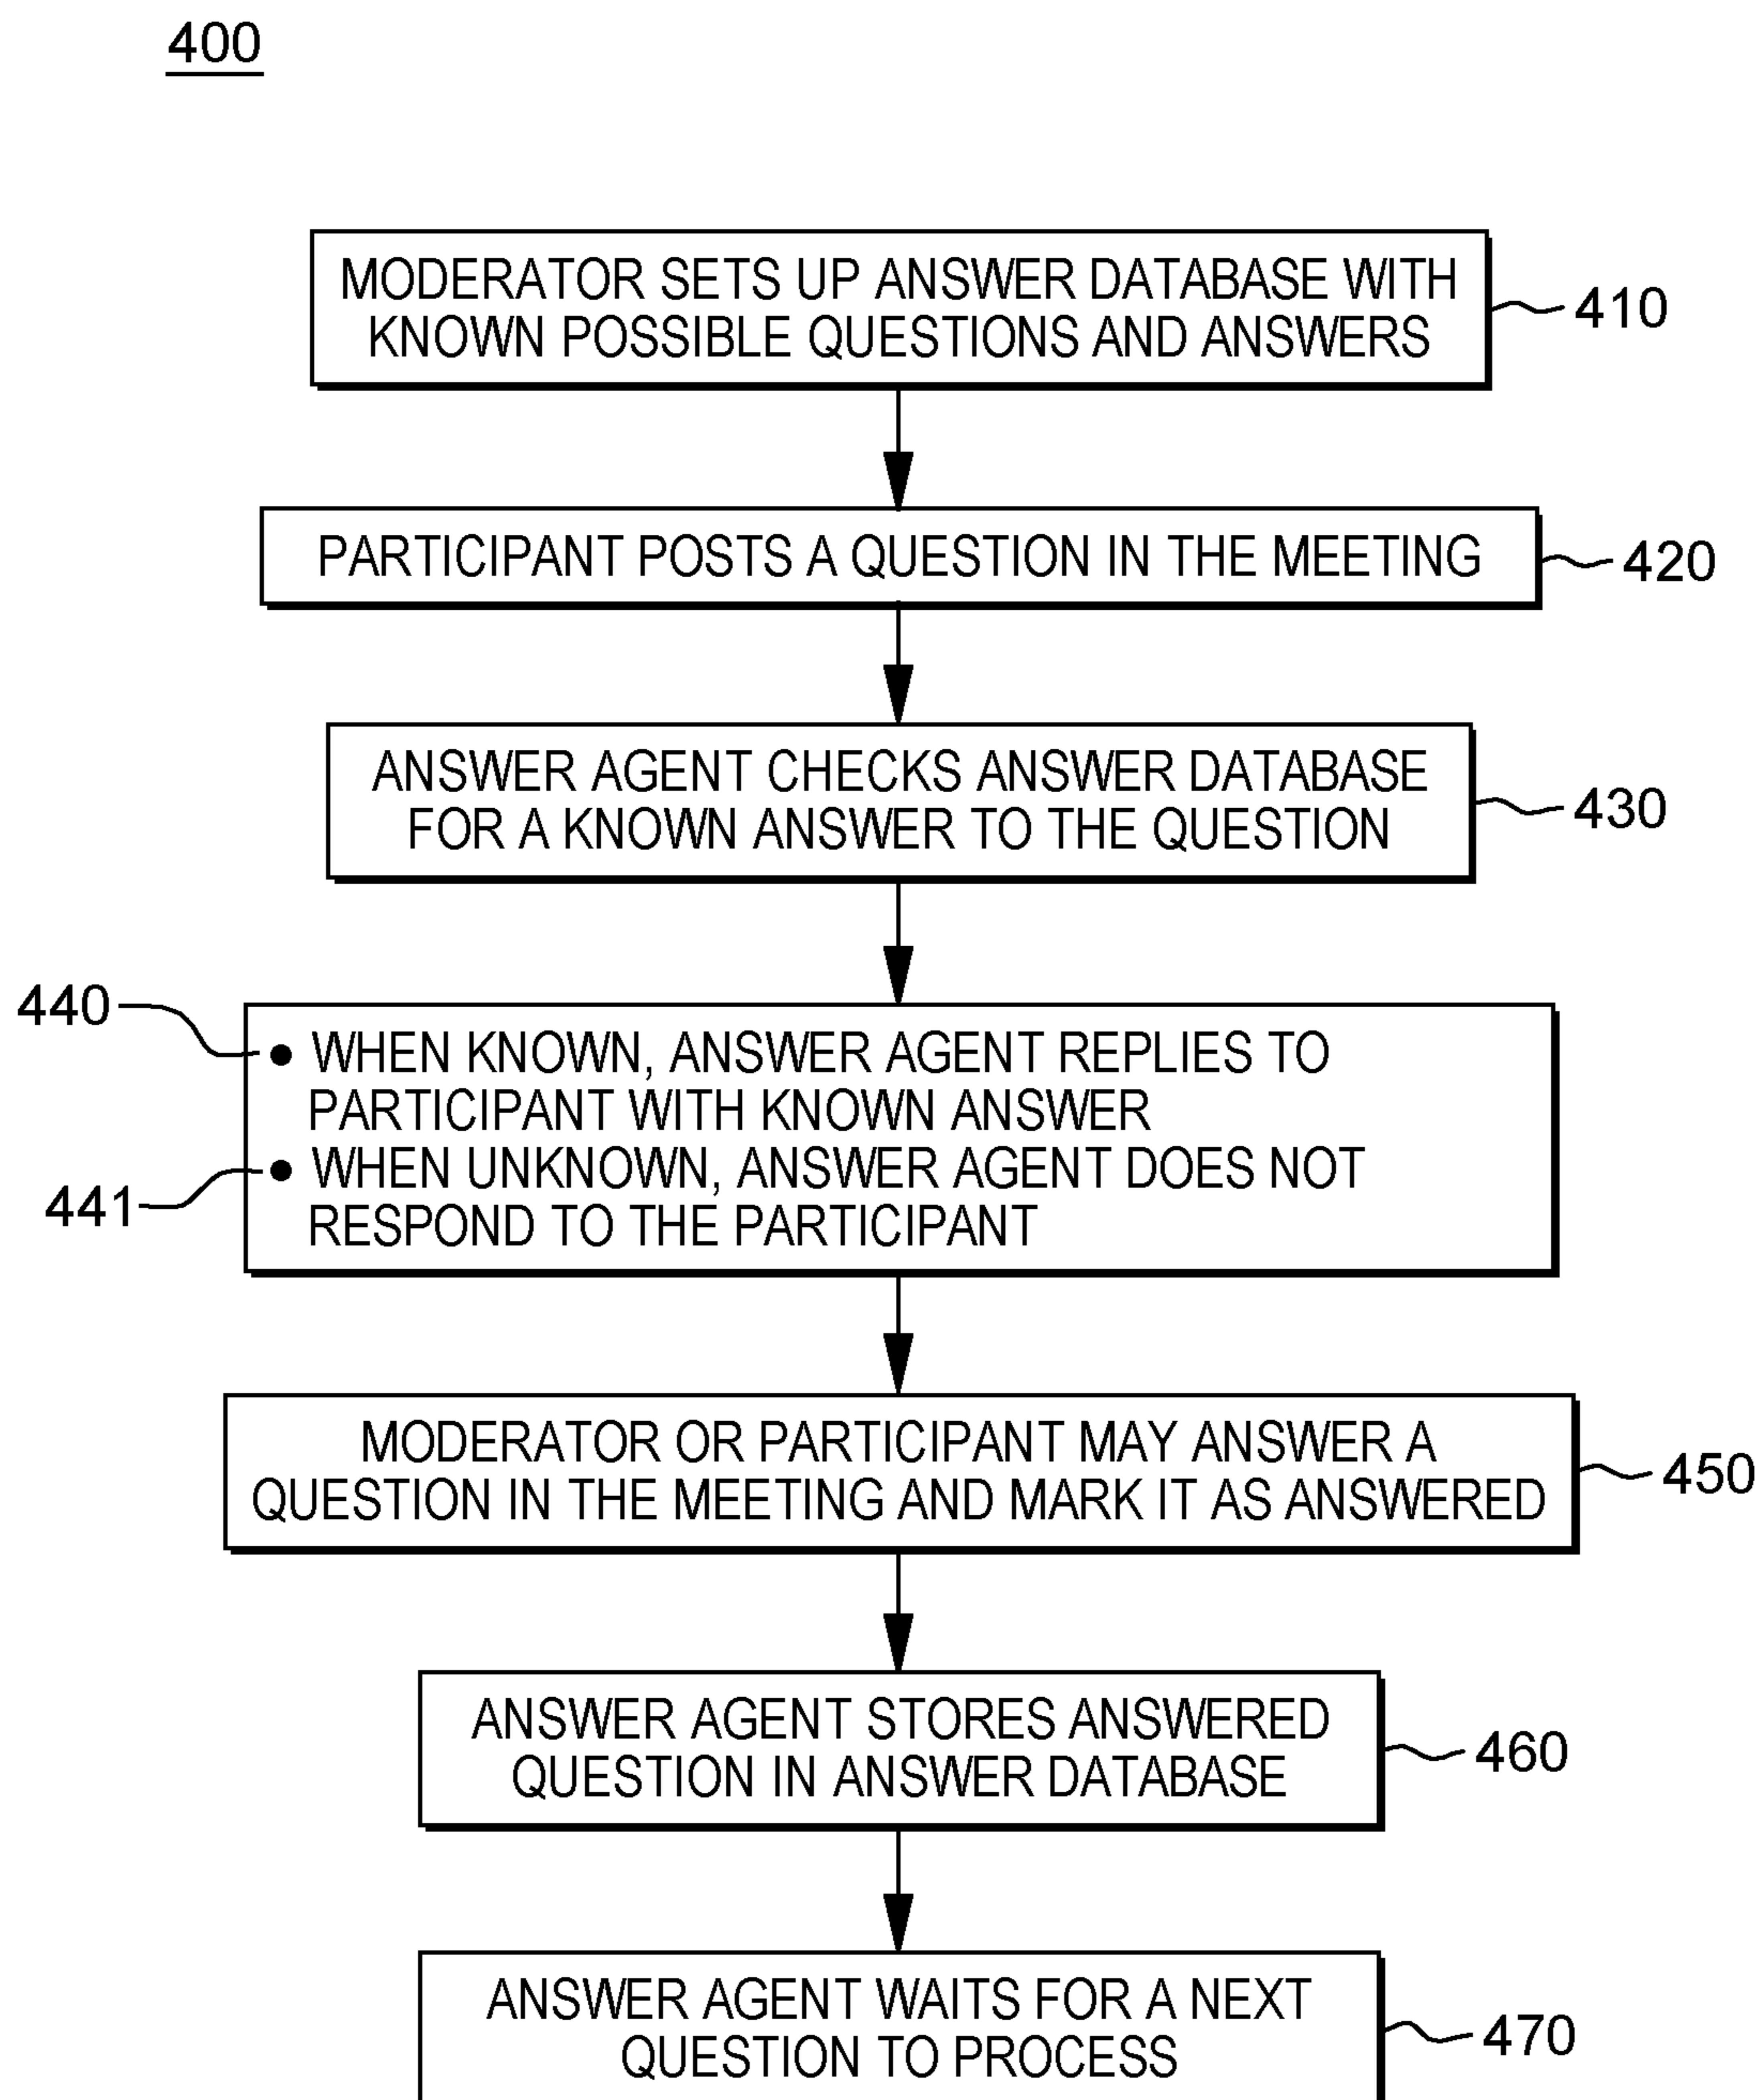 400
MODERATOR SETS UP ANSWER DATABASE WITH
KNOWN POSSIBLE QUESTIONS AND ANSWERS
410
PARTICIPANT POSTS A QUESTION IN THE MEETING
420
ANSWER AGENT CHECKS ANSWER DATABASE
FOR A KNOWN ANSWER TO THE QUESTION
430
440
• WHEN KNOWN, ANSWER AGENT REPLIES TO
PARTICIPANT WITH KNOWN ANSWER
441
• WHEN UNKNOWN, ANSWER AGENT DOES NOT
RESPOND TO THE PARTICIPANT
MODERATOR OR PARTICIPANT MAY ANSWER A
QUESTION IN THE MEETING AND MARK IT AS ANSWERED
450
ANSWER AGENT STORES ANSWERED
QUESTION IN ANSWER DATABASE
460
ANSWER AGENT WAITS FOR A NEXT
QUESTION TO PROCESS
470